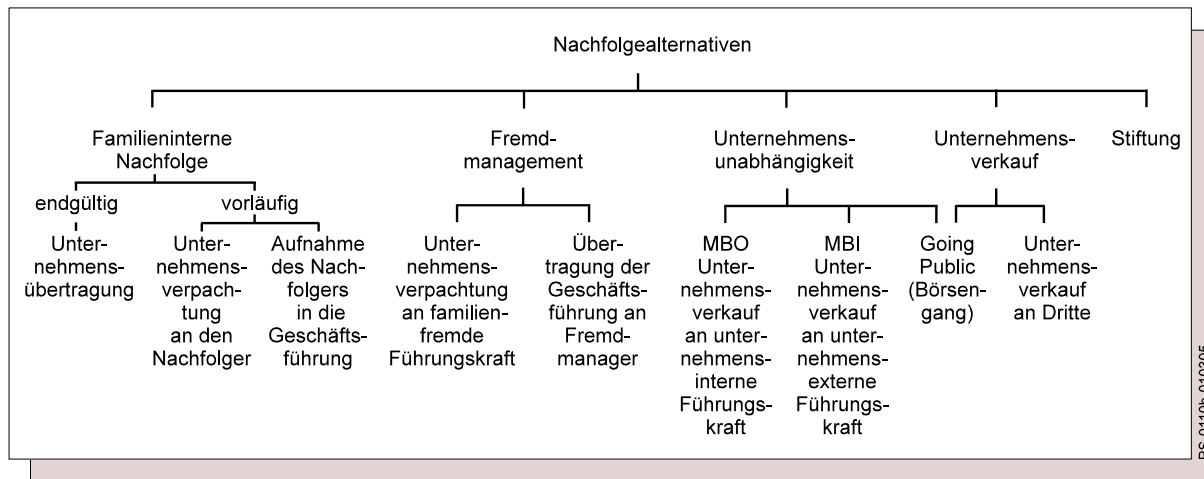 Nachfolgealternativen
Familieninterne
Nachfolge
endgültig
Unter-
nehmens-
übertragung
vorläufig
Unter-
nehmens-
verpach-
tung
an den
Nachfolger
Aufnahme
des Nach-
folgers
in die
Geschäfts-
führung
Fremd-
management
Unter-
nehmens-
verpachtung
an familien-
fremde
Führungskraft
Über-
tragung der
Geschäfts-
führung an
Fremd-
manager
Unternehmens-
unabhängigkeit
MBO
Unter-
nehmens-
verkauf
an unter-
nehmens-
interne
Führungs-
kraft
MBI
Unter-
nehmens-
verkauf
an unter-
nehmens-
externe
Führungs-
kraft
Going
Public
(Börsen-
gang)
Unternehmens-
verkauf
Unter-
nehmens-
verkauf
an Dritte
Stiftung